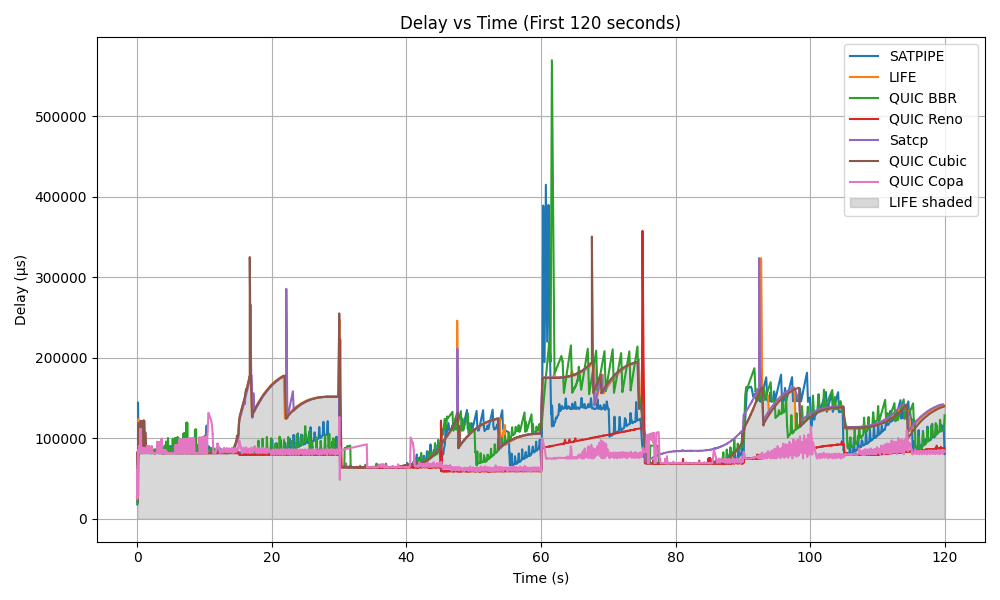 Delay vs Time (First 120 seconds)
SATPIPE
LIFE
QUIC BBR
QUIC Reno
Satcp
QUIC Cubic
QUIC Copa
LIFE shaded
Delay (µs)
500000
400000
300000
200000
100000
0
0 20 40 60 80 100 120
Time (s)